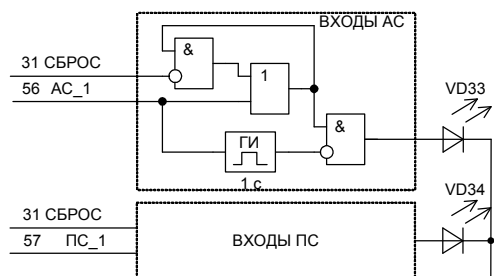 ВХОДЫ АС
&
31 СБРОС
1
VD33
56 АС_1
&
ГИ
1 с
VD34
31 СБРОС
57 ПС_1
ВХОДЫ ПС